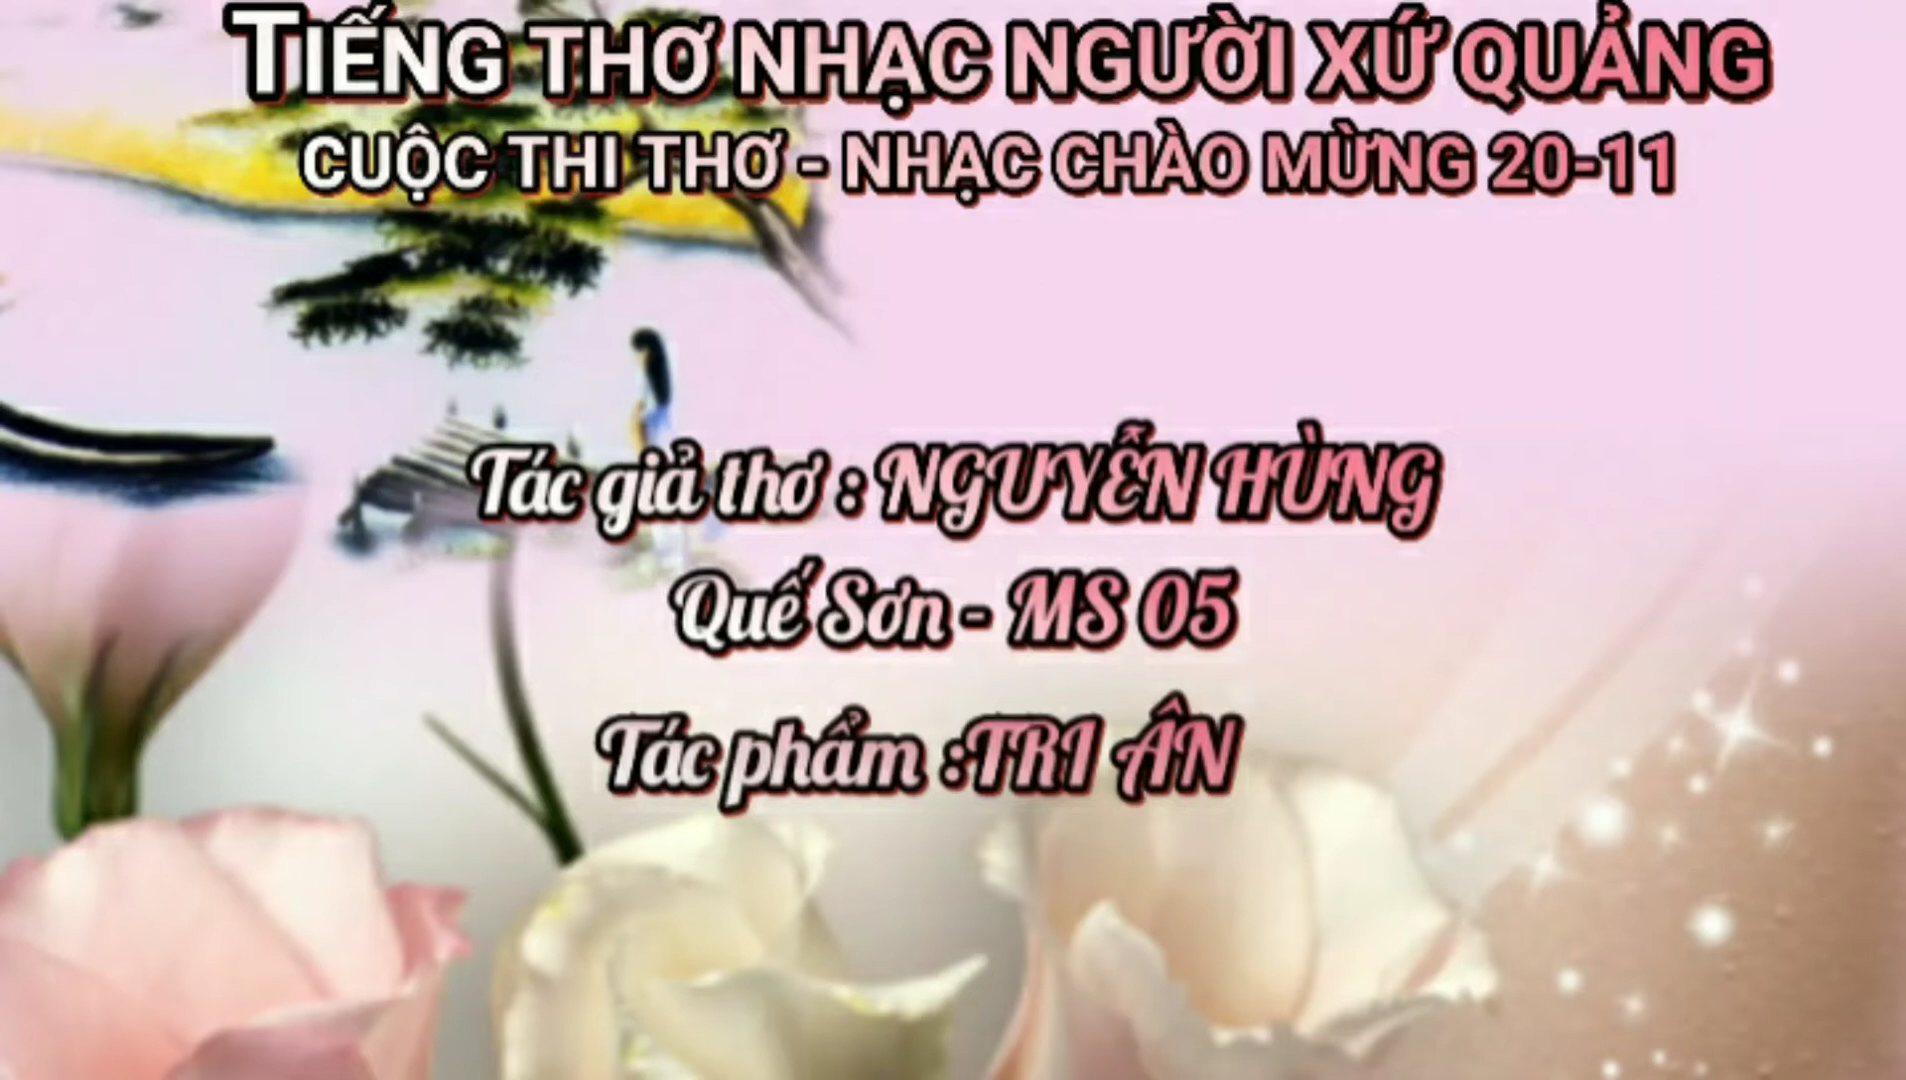 TIẾNG THƠ NHẠC NGƯỜI XỨ QUẢNG
CUỘC THI THƠ - NHẠC CHÀO MỪNG 20-11
Tác giả thơ : NGUYỄN HÙNG
Quế Sơn - MS 05
Tác phẩm :TRI ÂN